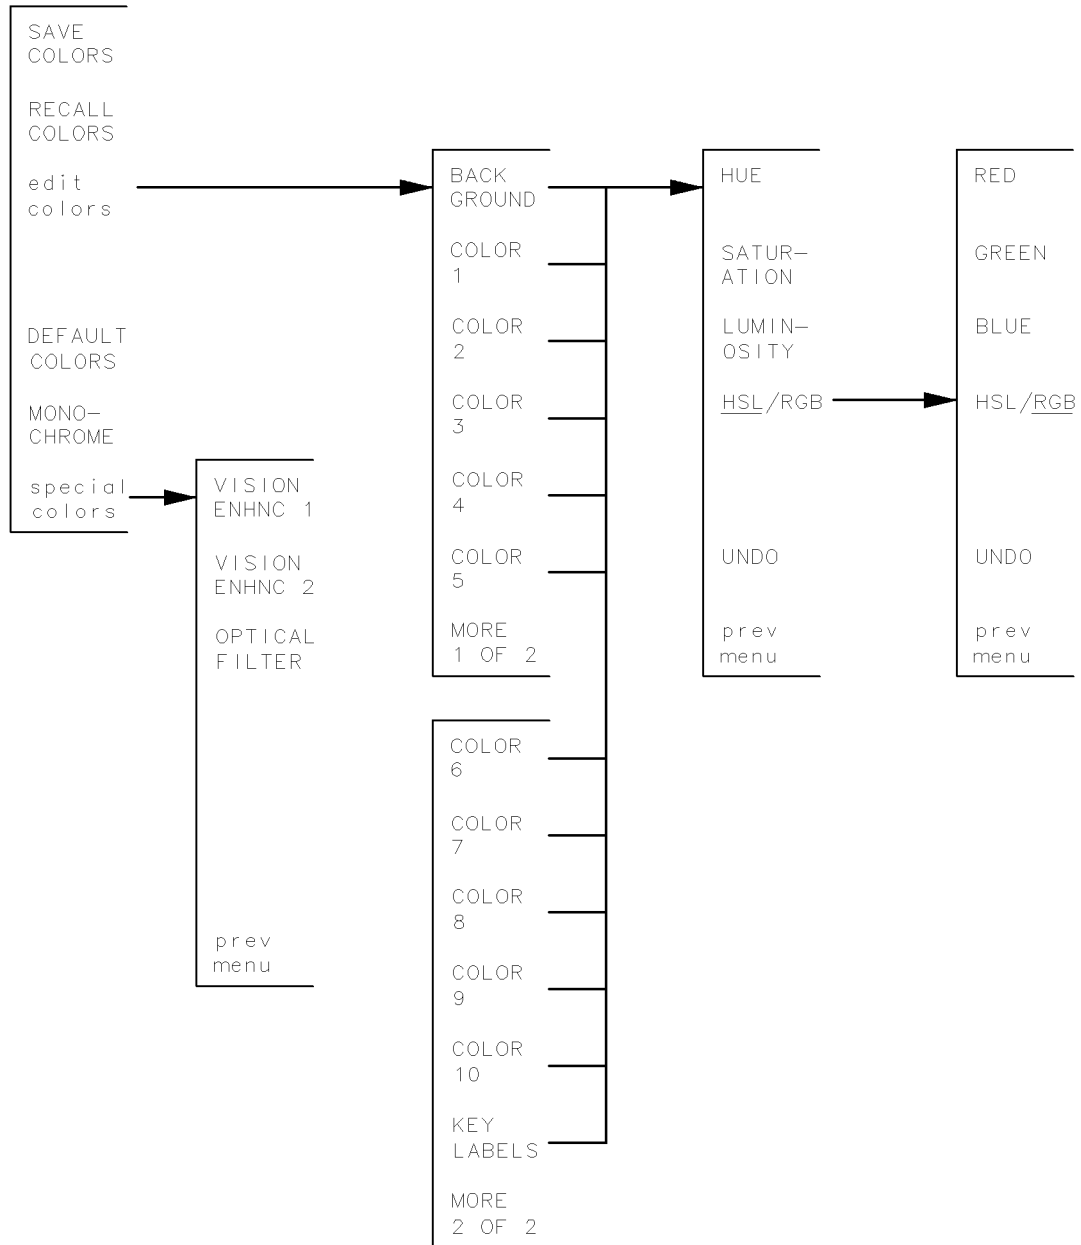 SAVE
COLORS
RECALL
COLORS
edit
colors
DEFAULT
COLORS
MONO-
CHROME
special
colors
VISION
ENHNC 1
VISION
ENHNC 2
OPTICAL
FILTER
prev
menu
BACK
GROUND
COLOR
1
COLOR
2
COLOR
3
COLOR
4
COLOR
5
MORE
1 OF 2
COLOR
6
COLOR
7
COLOR
8
COLOR
9
COLOR
10
KEY
LABELS
MORE
2 OF 2
HUE
SATUR-
ATION
LUMIN-
OSITY
HSL/RGB
UNDO
prev
menu
RED
GREEN
BLUE
HSL/RGB
UNDO
prev
menu